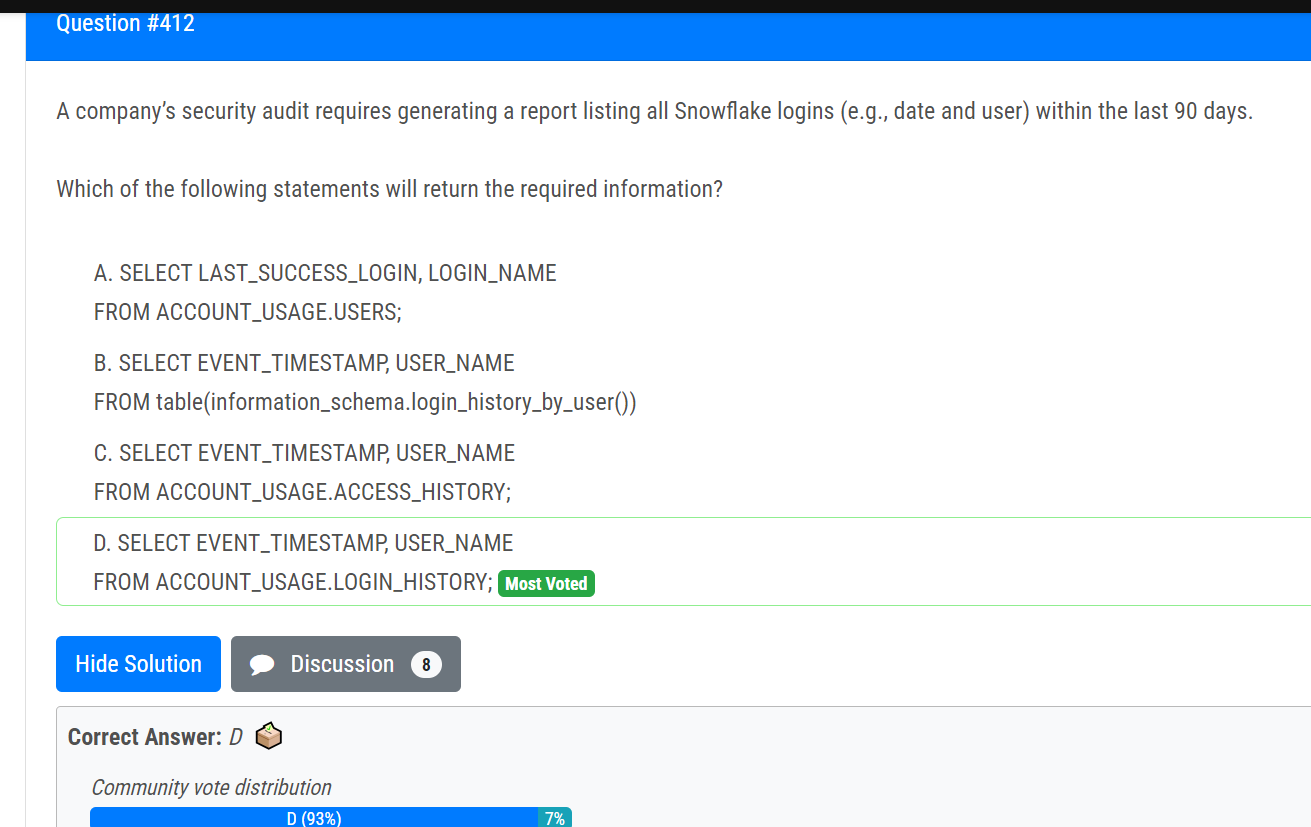 Question #412
A company’s security audit requires generating a report listing all Snowflake logins (e.g., date and user) within the last 90 days.
Which of the following statements will return the required information?
A. SELECT LAST_SUCCESS_LOGIN, LOGIN_NAME
FROM ACCOUNT_USAGE.USERS;
B. SELECT EVENT_TIMESTAMP, USER_NAME
FROM table(information_schema.login_history_by_user())
C. SELECT EVENT_TIMESTAMP, USER_NAME
FROM ACCOUNT_USAGE.ACCESS_HISTORY;
D. SELECT EVENT_TIMESTAMP, USER_NAME
FROM ACCOUNT_USAGE.LOGIN_HISTORY; Most Voted
Hide Solution Discussion 8
Correct Answer: D
Community vote distribution
D (93%) 7%